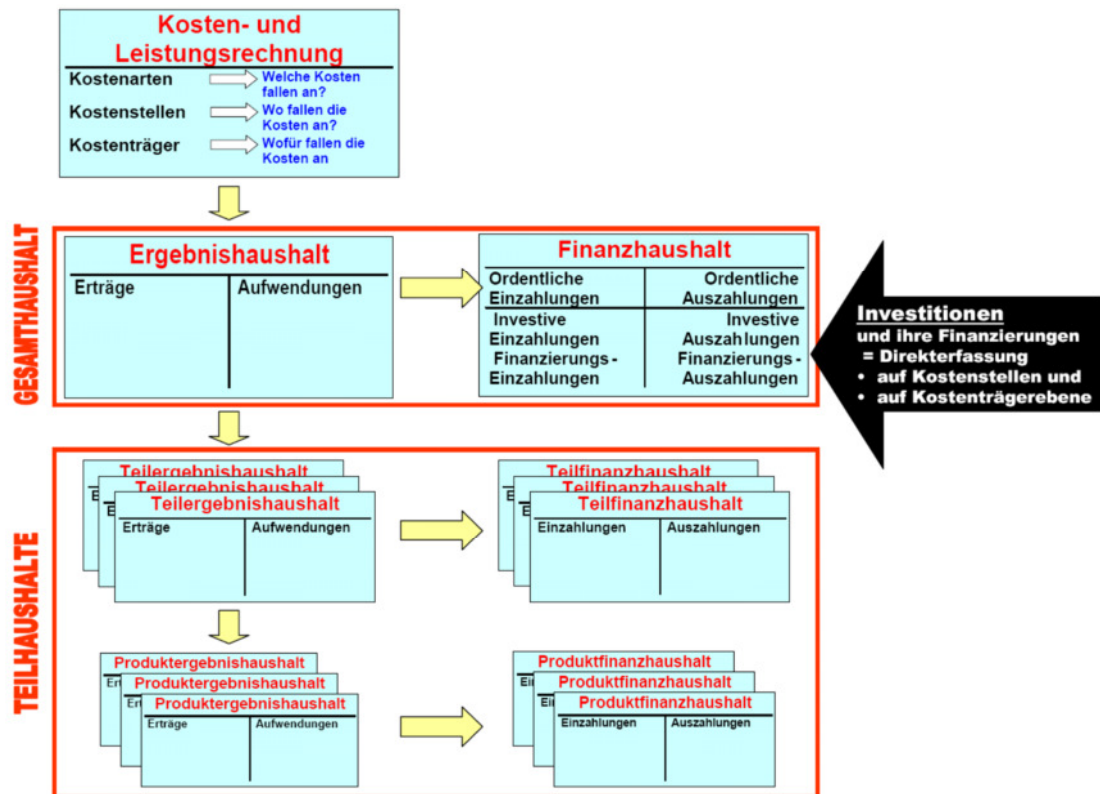 Kosten- und
Leistungsrechnung
Kostenarten
Welche Kosten
fallen an?
Kostenstellen
Wo fallen die
Kosten an?
Kostenträger
Wofür fallen die
Kosten an
GESAMTHAUSHALT
Ergebnishaushalt
Erträge
Aufwendungen
Finanzhaushalt
Ordentliche
Einzahlungen
Ordentliche
Auszahlungen
Investive
Einzahlungen
Finanzierungs-
Einzahlungen
Investive
Auszahlungen
Finanzierungs-
Auszahlungen
Investitionen
und ihre Finanzierungen
= Direkterfassung
• auf Kostenstellen und
• auf Kostenträgerebene
TEILHAUSHALTE
Teilergebnishaushalt
Teilergebnishaushalt
Teilergebnishaushalt
Erträge
Aufwendungen
Teilfinanzhaushalt
Teilfinanzhaushalt
Teilfinanzhaushalt
Einzahlungen
Auszahlungen
Produktergebnishaushalt
Produktergebnishaushalt
Produktergebnishaushalt
Erträge
Aufwendungen
Produktfinanzhaushalt
Produktfinanzhaushalt
Produktfinanzhaushalt
Einzahlungen
Auszahlungen